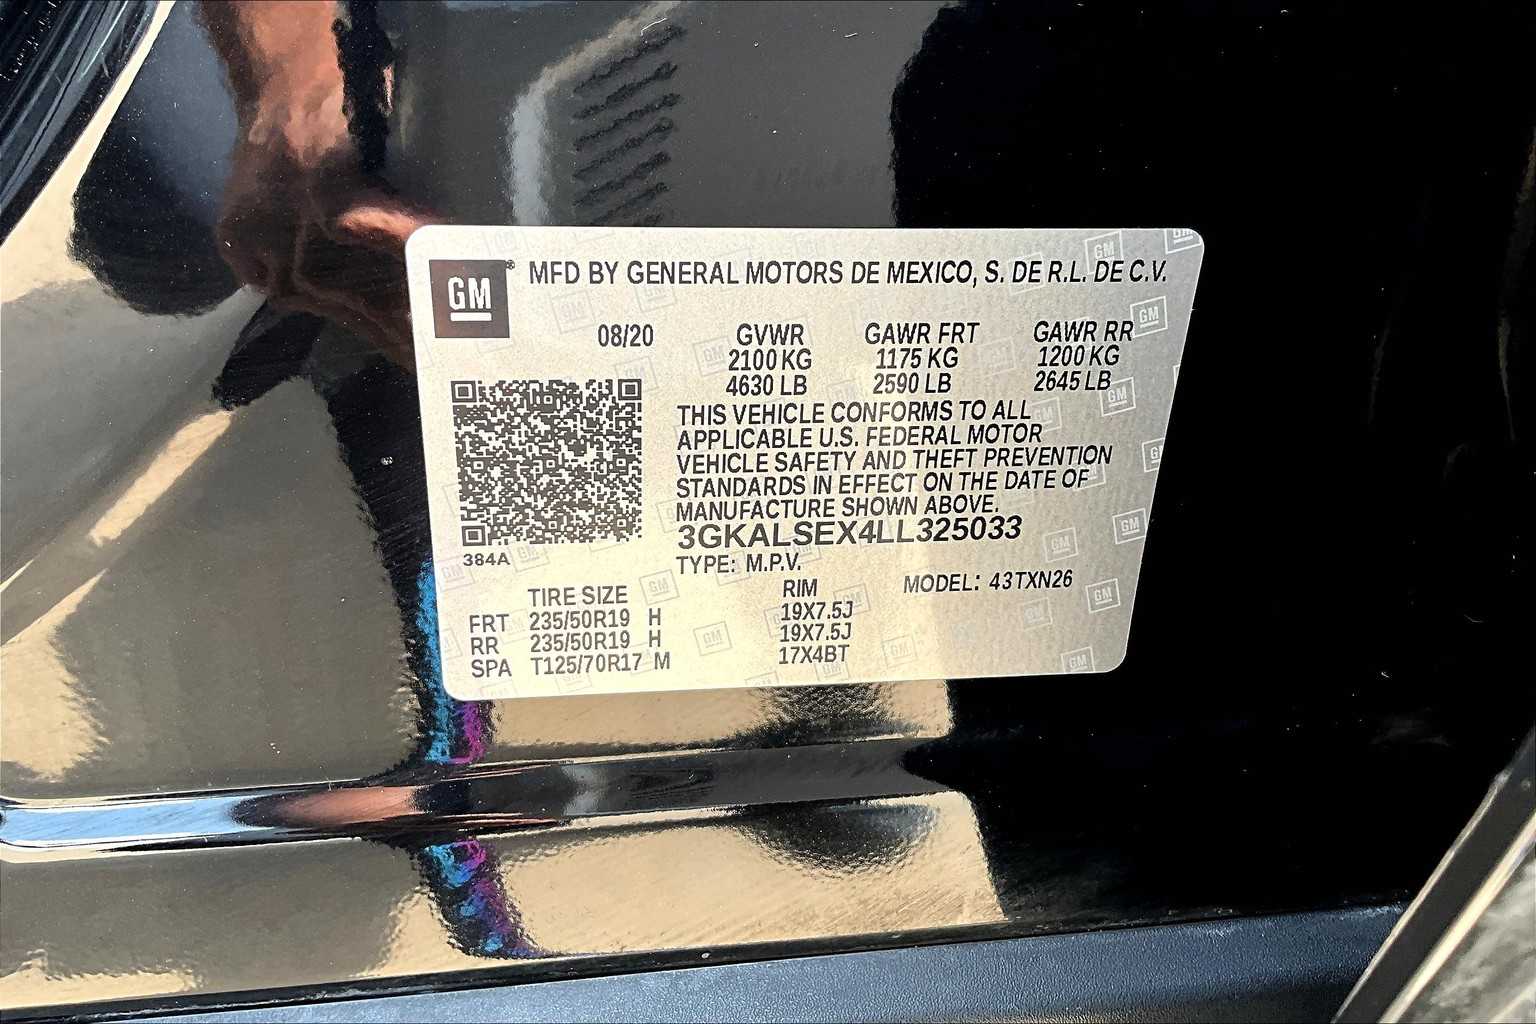 GM MFD BY GENERAL MOTORS DE MEXICO, S. DE R.L. DE C.V.
08/20 GVWR GAWR FRT GAWR RR
2100 KG 1175 KG 1200 KG
4630 LB 2590 LB 2645 LB
THIS VEHICLE CONFORMS TO ALL
APPLICABLE U.S. FEDERAL MOTOR
VEHICLE SAFETY AND THEFT PREVENTION
STANDARDS IN EFFECT ON THE DATE OF
MANUFACTURE SHOWN ABOVE.
3GKALSEX4LL325033
384A
TYPE: M.P.V. MODEL: 43TXN26
TIRE SIZE RIM
FRT 235/50R19 H 19X7.5J
RR 235/50R19 H 19X7.5J
SPA T125/70R17 M 17X4BT